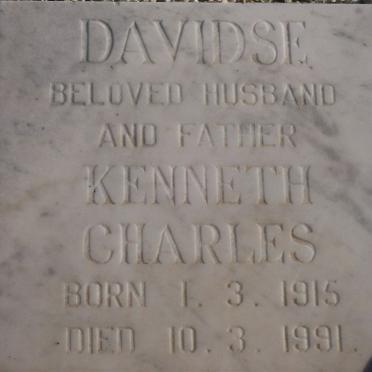 DAVIDSE
BELOVED HUSBAND
AND FATHER
KENNETH
CHARLES
BORN 1. 3. 1915
DIED 10. 3. 1991.